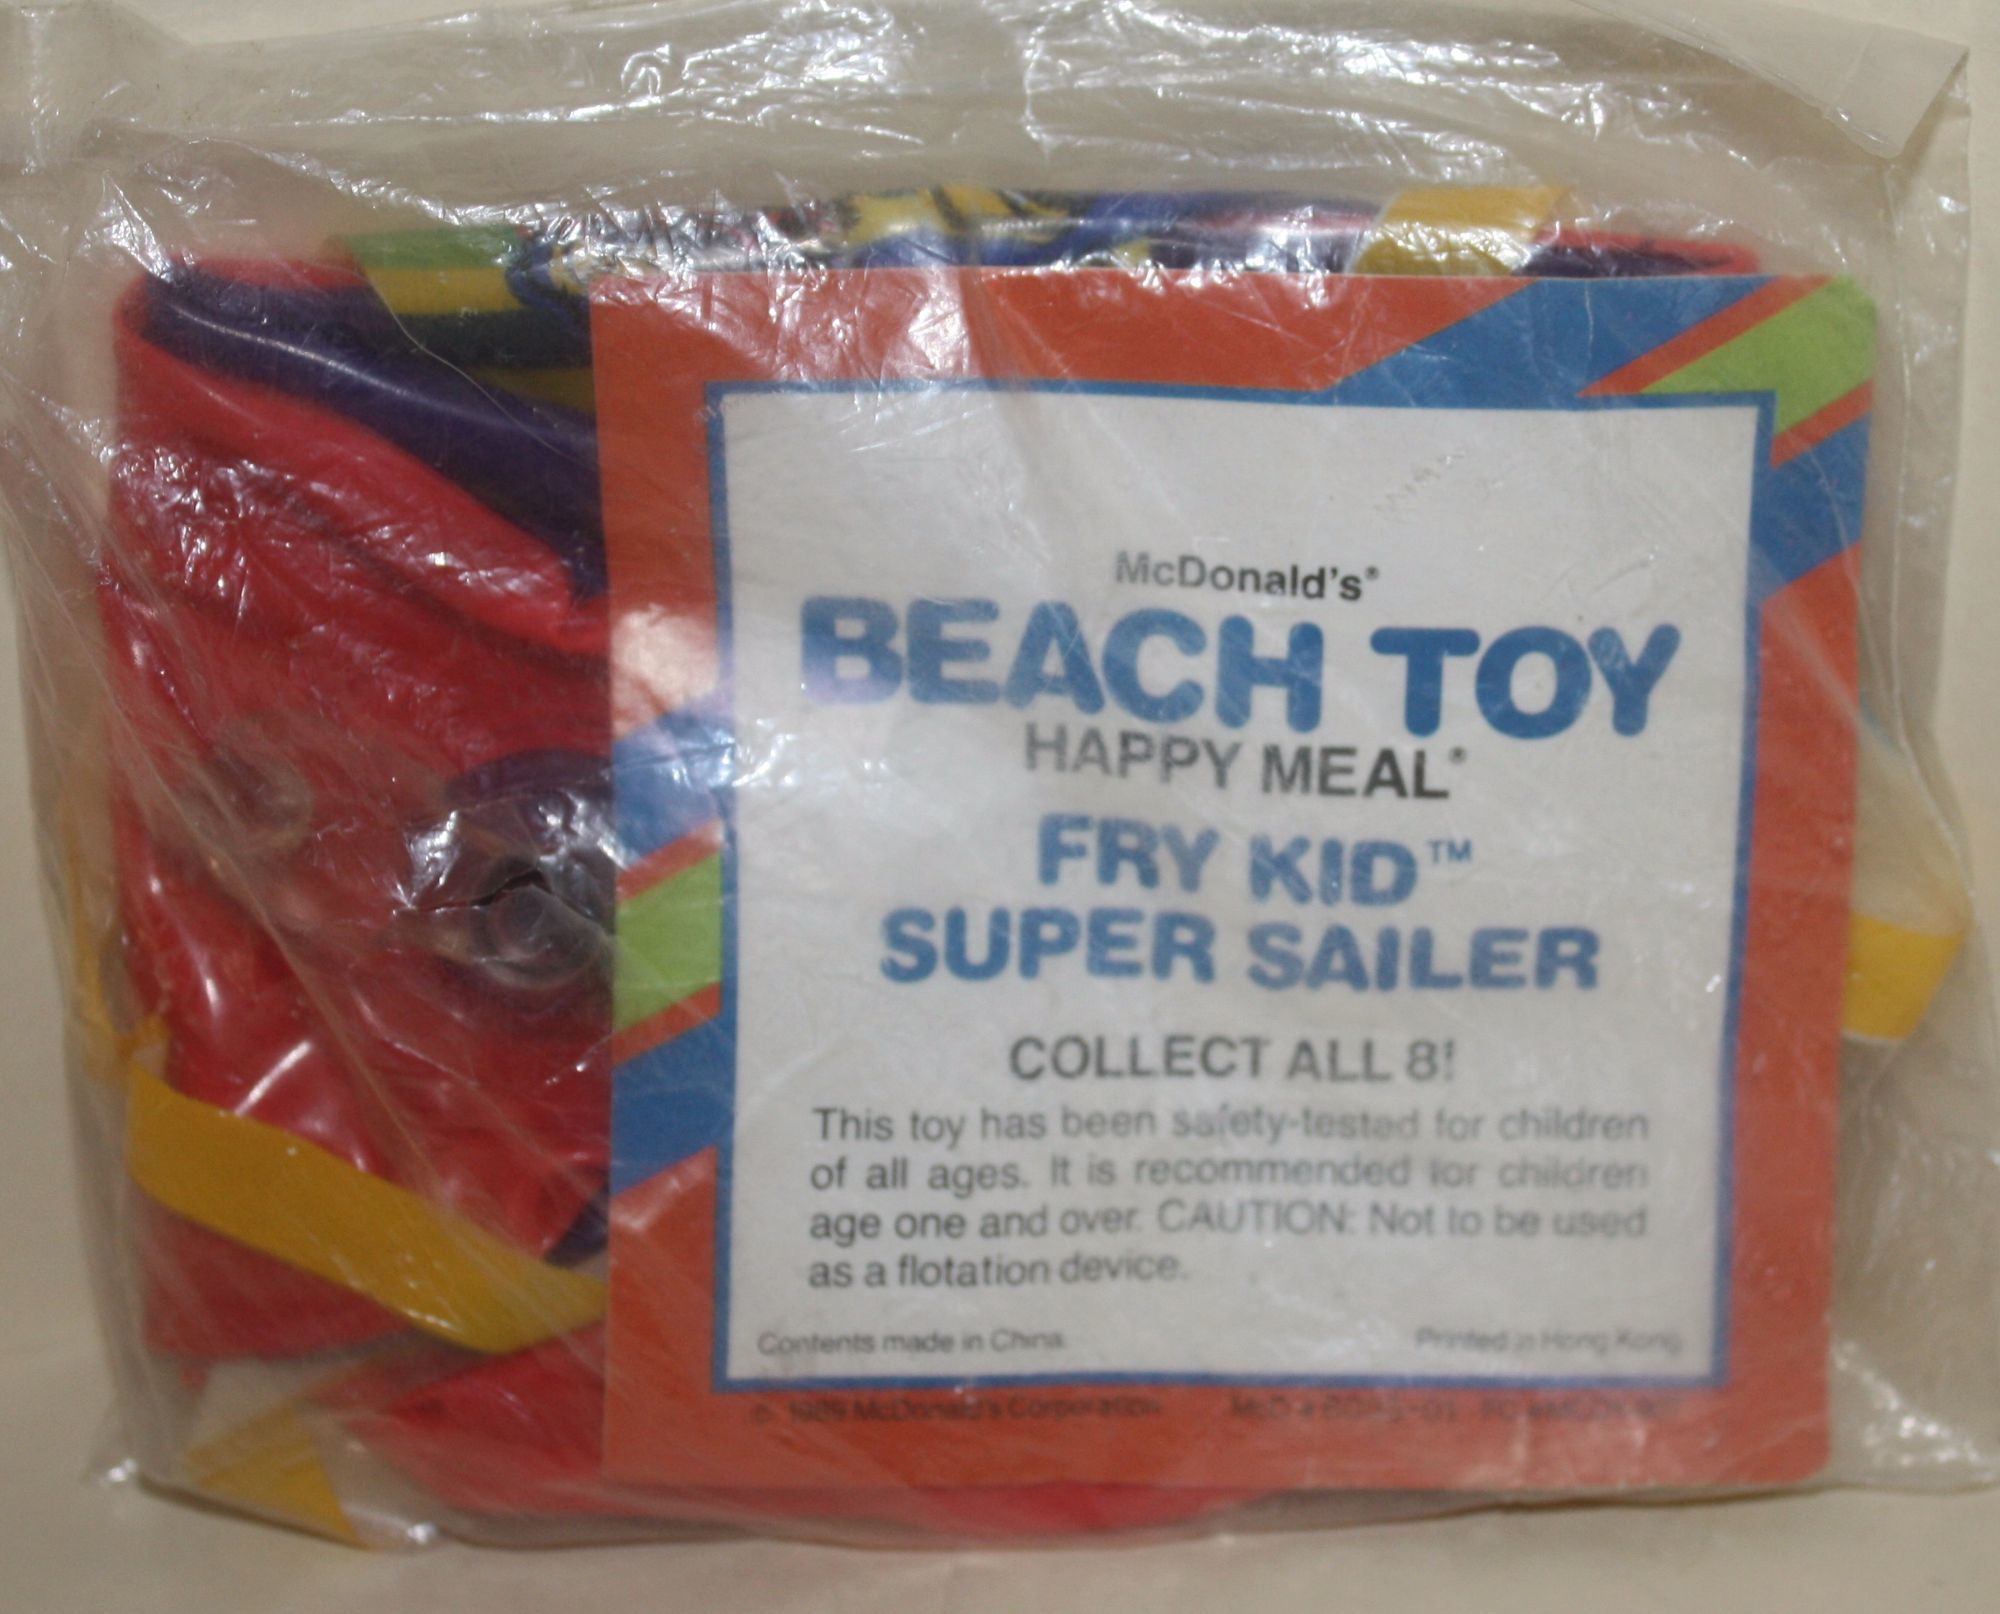 McDonald's®
BEACH TOY
HAPPY MEAL®
FRY KID™
SUPER SAILER
COLLECT ALL 8!
This toy has been safety-tested for children
of all ages. It is recommended for children
age one and over. CAUTION: Not to be used
as a flotation device.
Contents made in China. Printed in Hong Kong
© 1989 McDonald's Corporation McD #